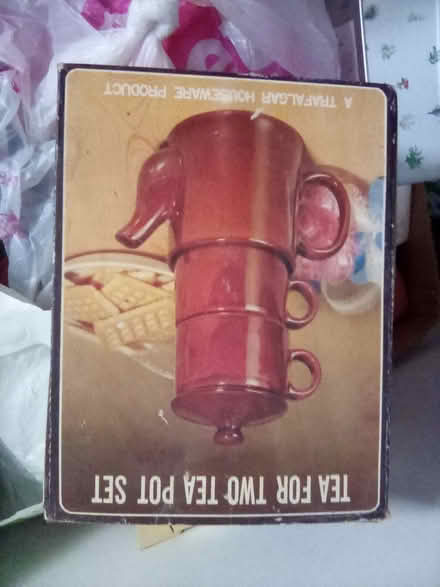 TEA FOR TWO TEA POT SET
A TRAFALGAR HOUSEWARE PRODUCT